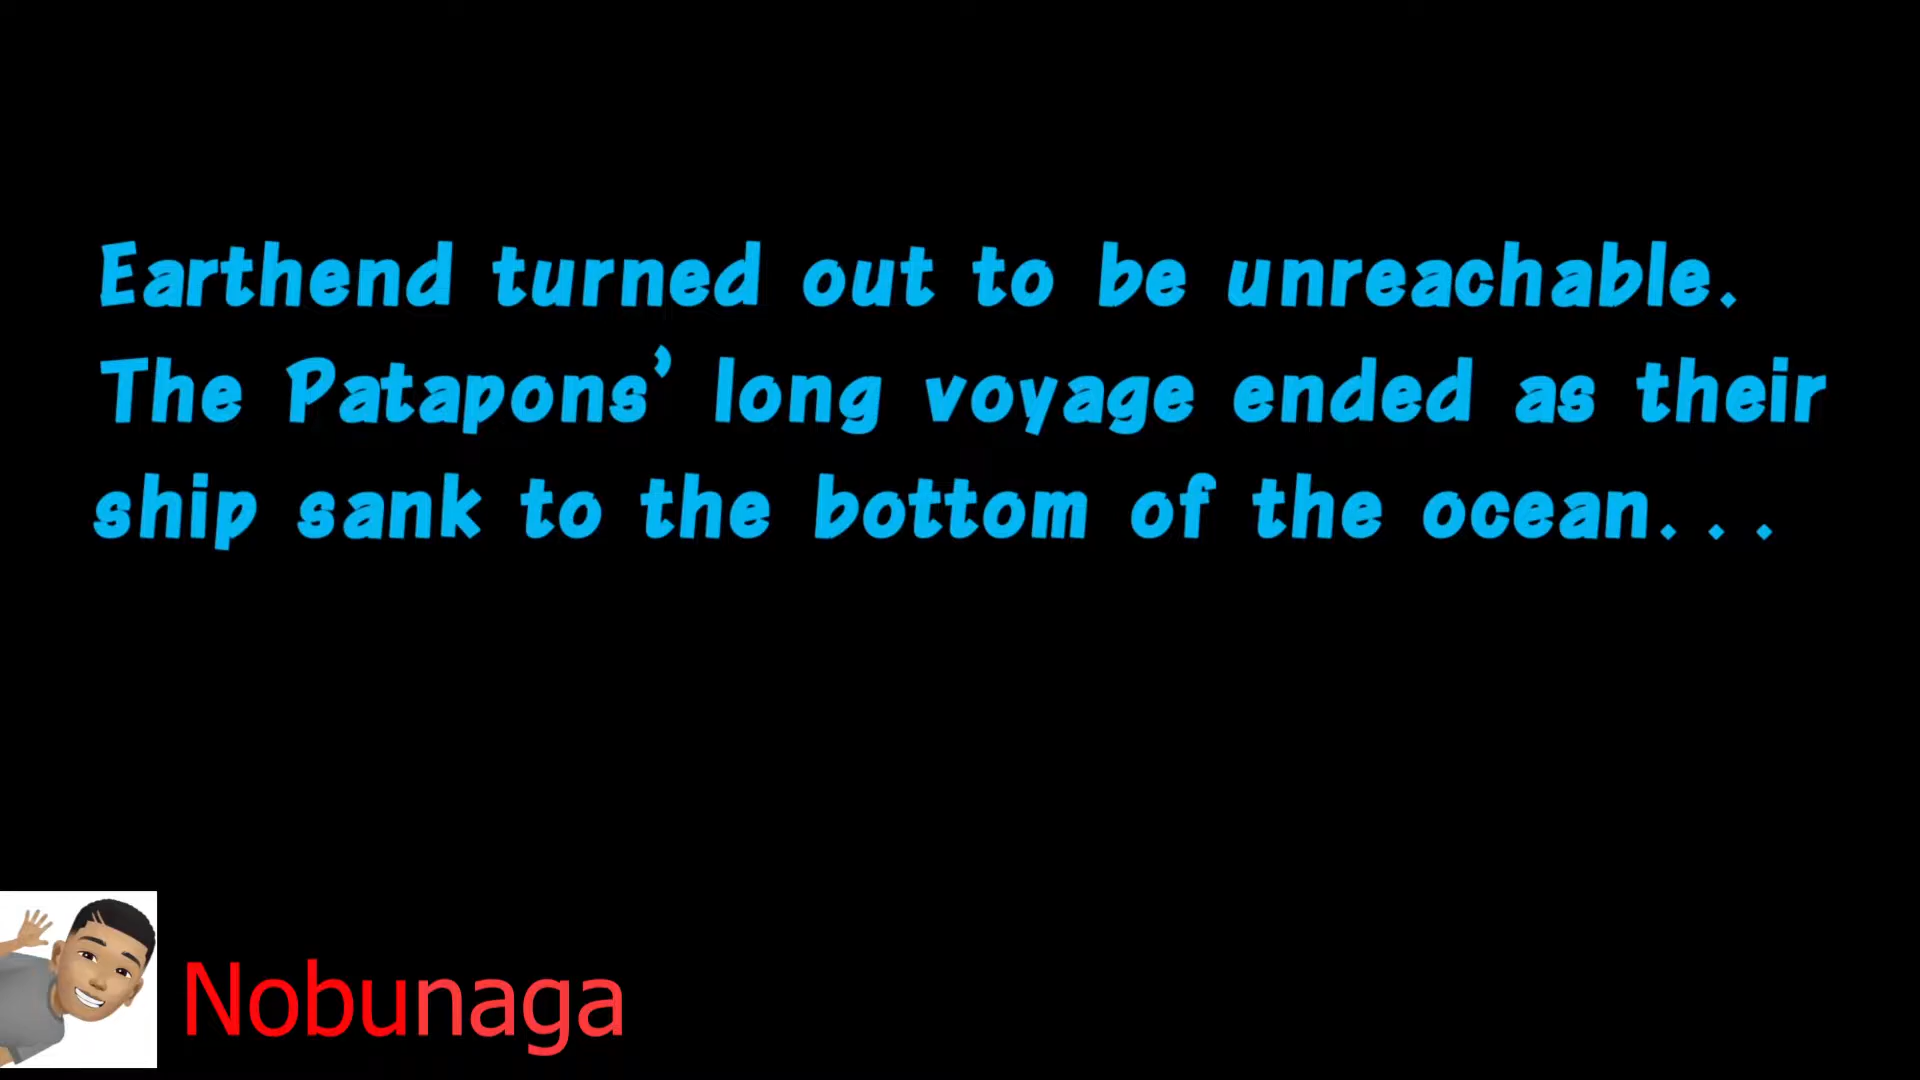 Earthend turned out to be unreachable.
The Patapons’ long voyage ended as their
ship sank to the bottom of the ocean...
Nobunaga